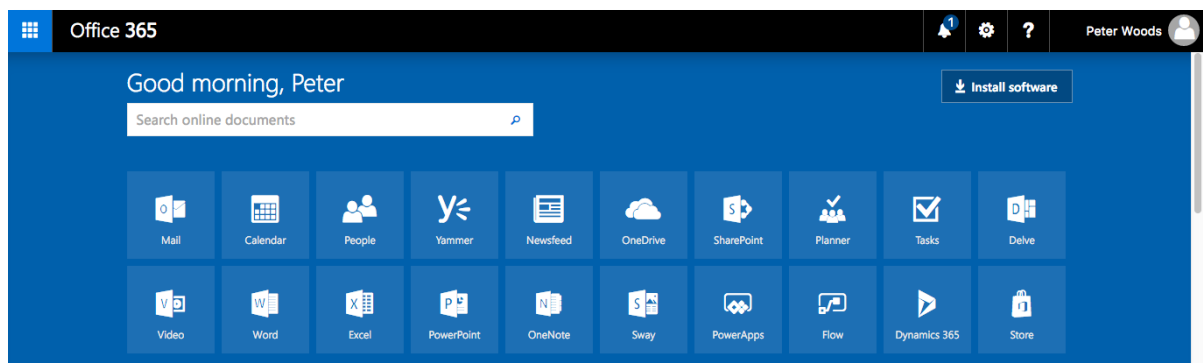 Office 365 1 ? Peter Woods
Good morning, Peter
Install software
Search online documents
Mail Calendar People Yammer Newsfeed OneDrive SharePoint Planner Tasks Delve
Video Word Excel PowerPoint OneNote Sway PowerApps Flow Dynamics 365 Store